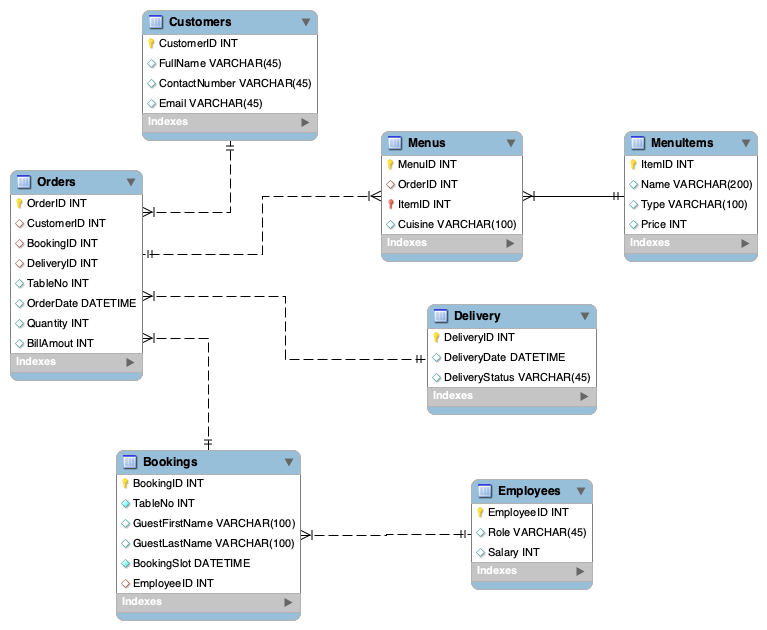 Customers
CustomerID INT
FullName VARCHAR(45)
ContactNumber VARCHAR(45)
Email VARCHAR(45)
Indexes
Orders
OrderID INT
CustomerID INT
BookingID INT
DeliveryID INT
TableNo INT
OrderDate DATETIME
Quantity INT
BillAmout INT
Indexes
Menus
MenuID INT
OrderID INT
ItemID INT
Cuisine VARCHAR(100)
Indexes
MenuItems
ItemID INT
Name VARCHAR(200)
Type VARCHAR(100)
Price INT
Indexes
Delivery
DeliveryID INT
DeliveryDate DATETIME
DeliveryStatus VARCHAR(45)
Indexes
Bookings
BookingID INT
TableNo INT
GuestFirstName VARCHAR(100)
GuestLastName VARCHAR(100)
BookingSlot DATETIME
EmployeeID INT
Indexes
Employees
EmployeeID INT
Role VARCHAR(45)
Salary INT
Indexes